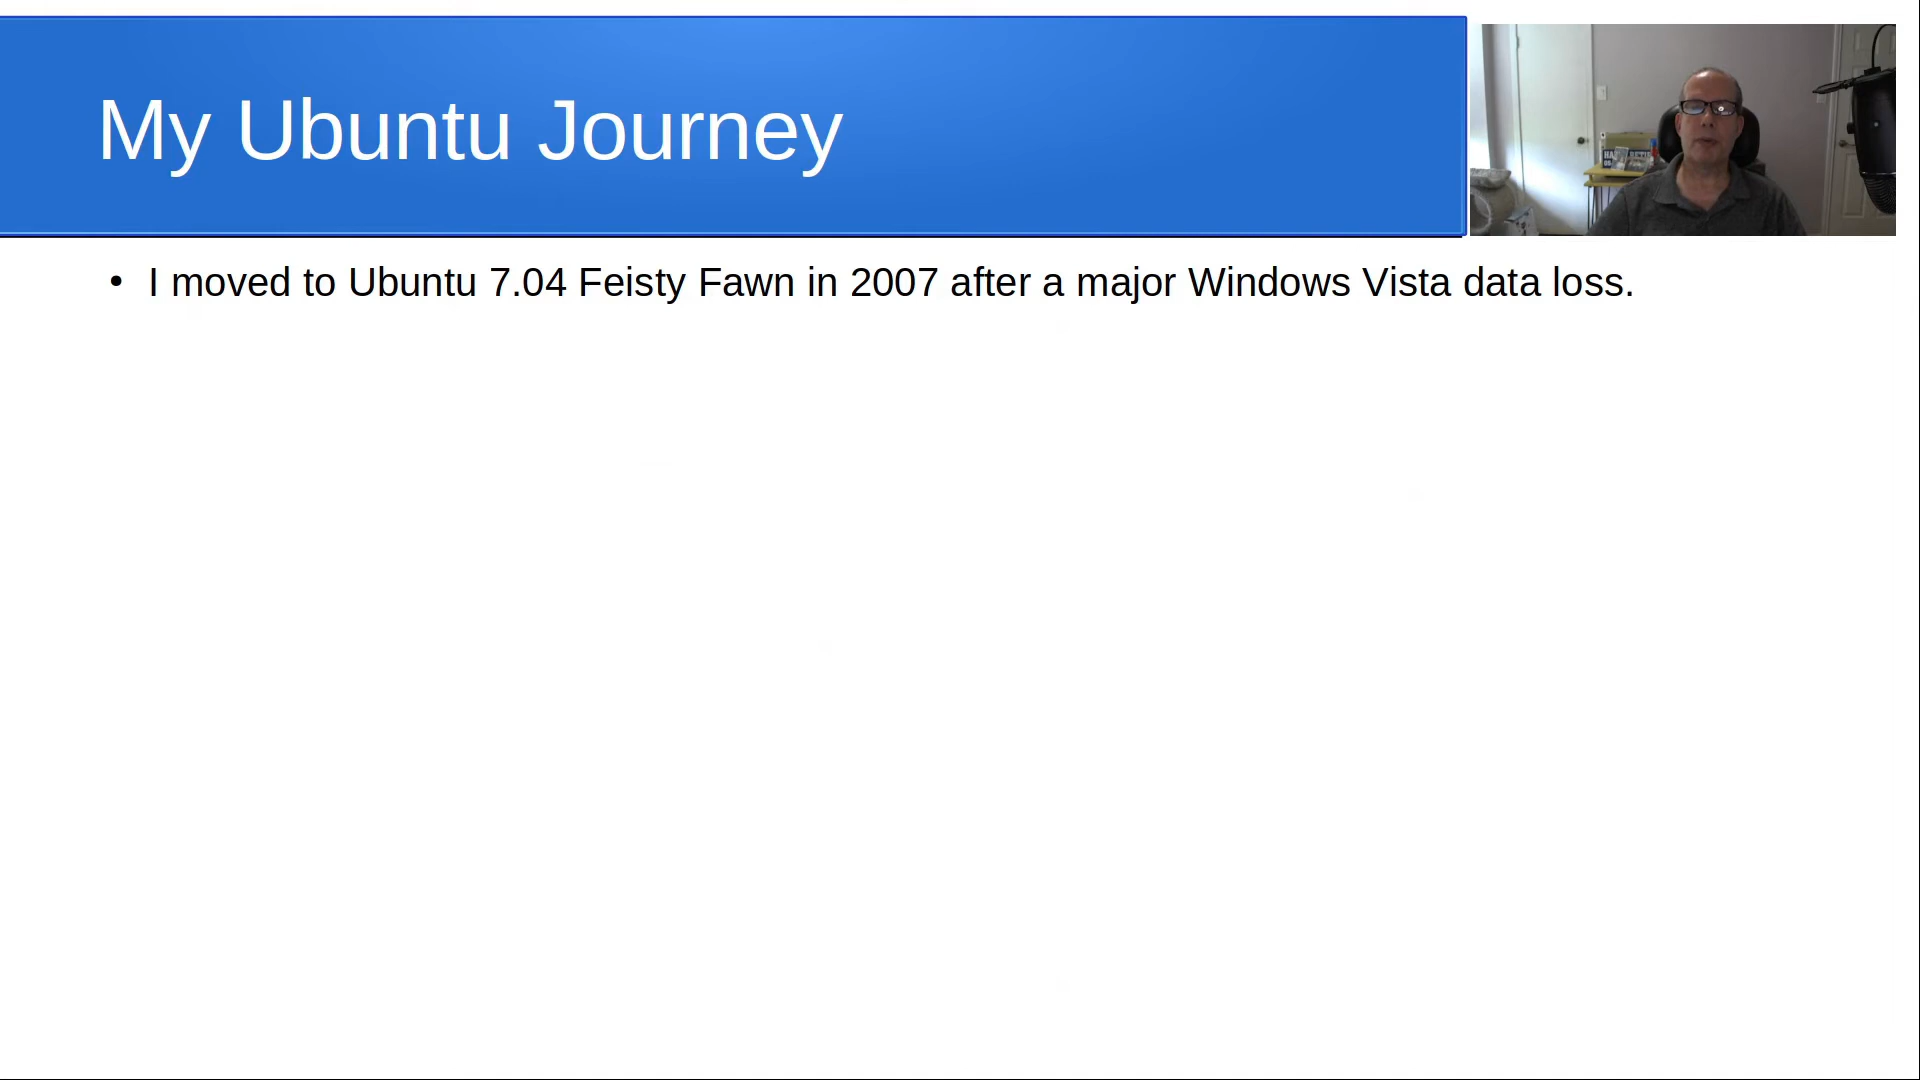 My Ubuntu Journey
• I moved to Ubuntu 7.04 Feisty Fawn in 2007 after a major Windows Vista data loss.